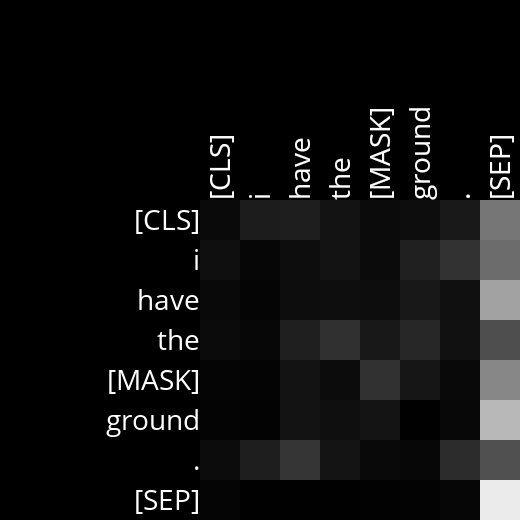 [CLS] i have the [MASK] ground . [SEP]
[CLS]
i
have
the
[MASK]
ground
.
[SEP]